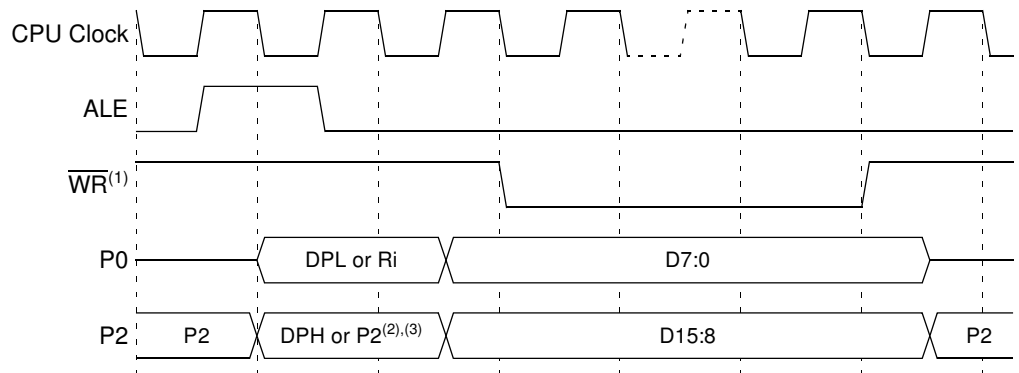 CPU Clock
ALE
WR(1)
P0 DPL or Ri D7:0
P2 P2 DPH or P2(2),(3) D15:8 P2